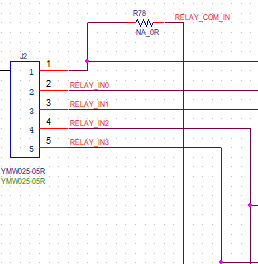 R78
RELAY_COM_IN
NA_0R
J2
1 1
2 2 RELAY_IN0
3 3 RELAY_IN1
4 4 RELAY_IN2
5 5 RELAY_IN3
YMW025-05R
YMW025-05R